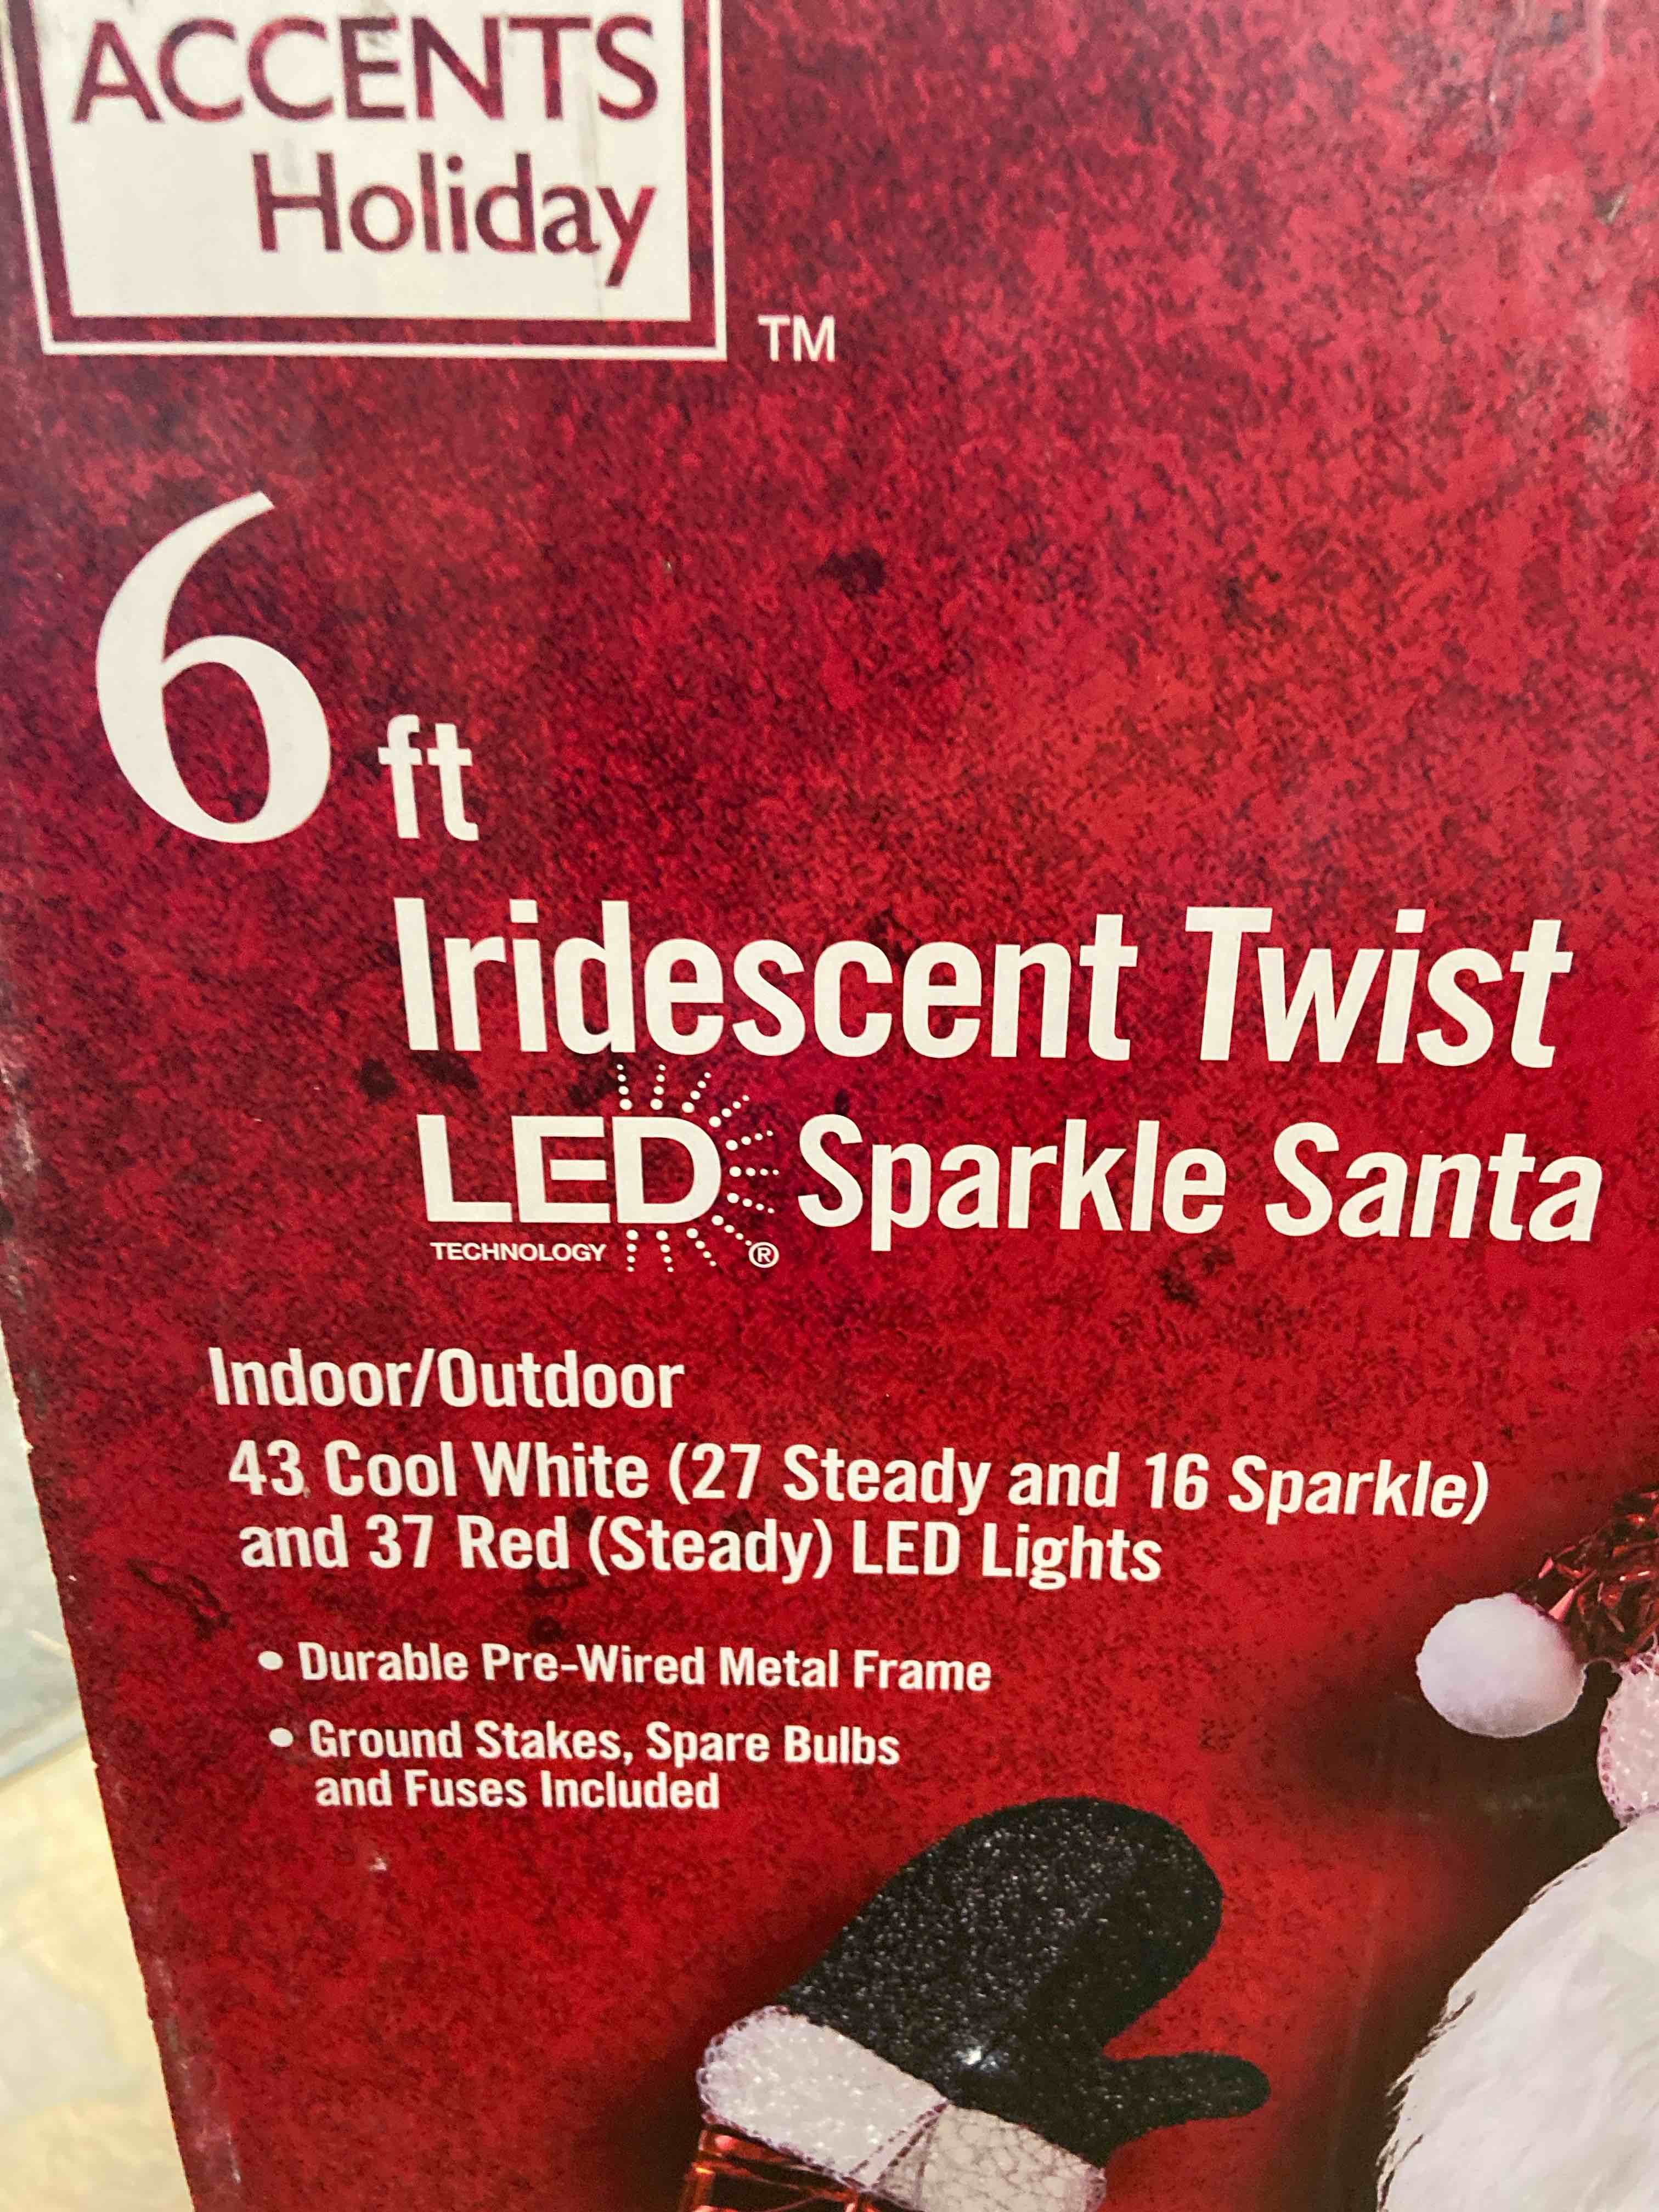 ACCENTS
Holiday
TM
6 ft
Iridescent Twist
LED Sparkle Santa
TECHNOLOGY ®
Indoor/Outdoor
43 Cool White (27 Steady and 16 Sparkle)
and 37 Red (Steady) LED Lights
• Durable Pre-Wired Metal Frame
• Ground Stakes, Spare Bulbs
and Fuses Included